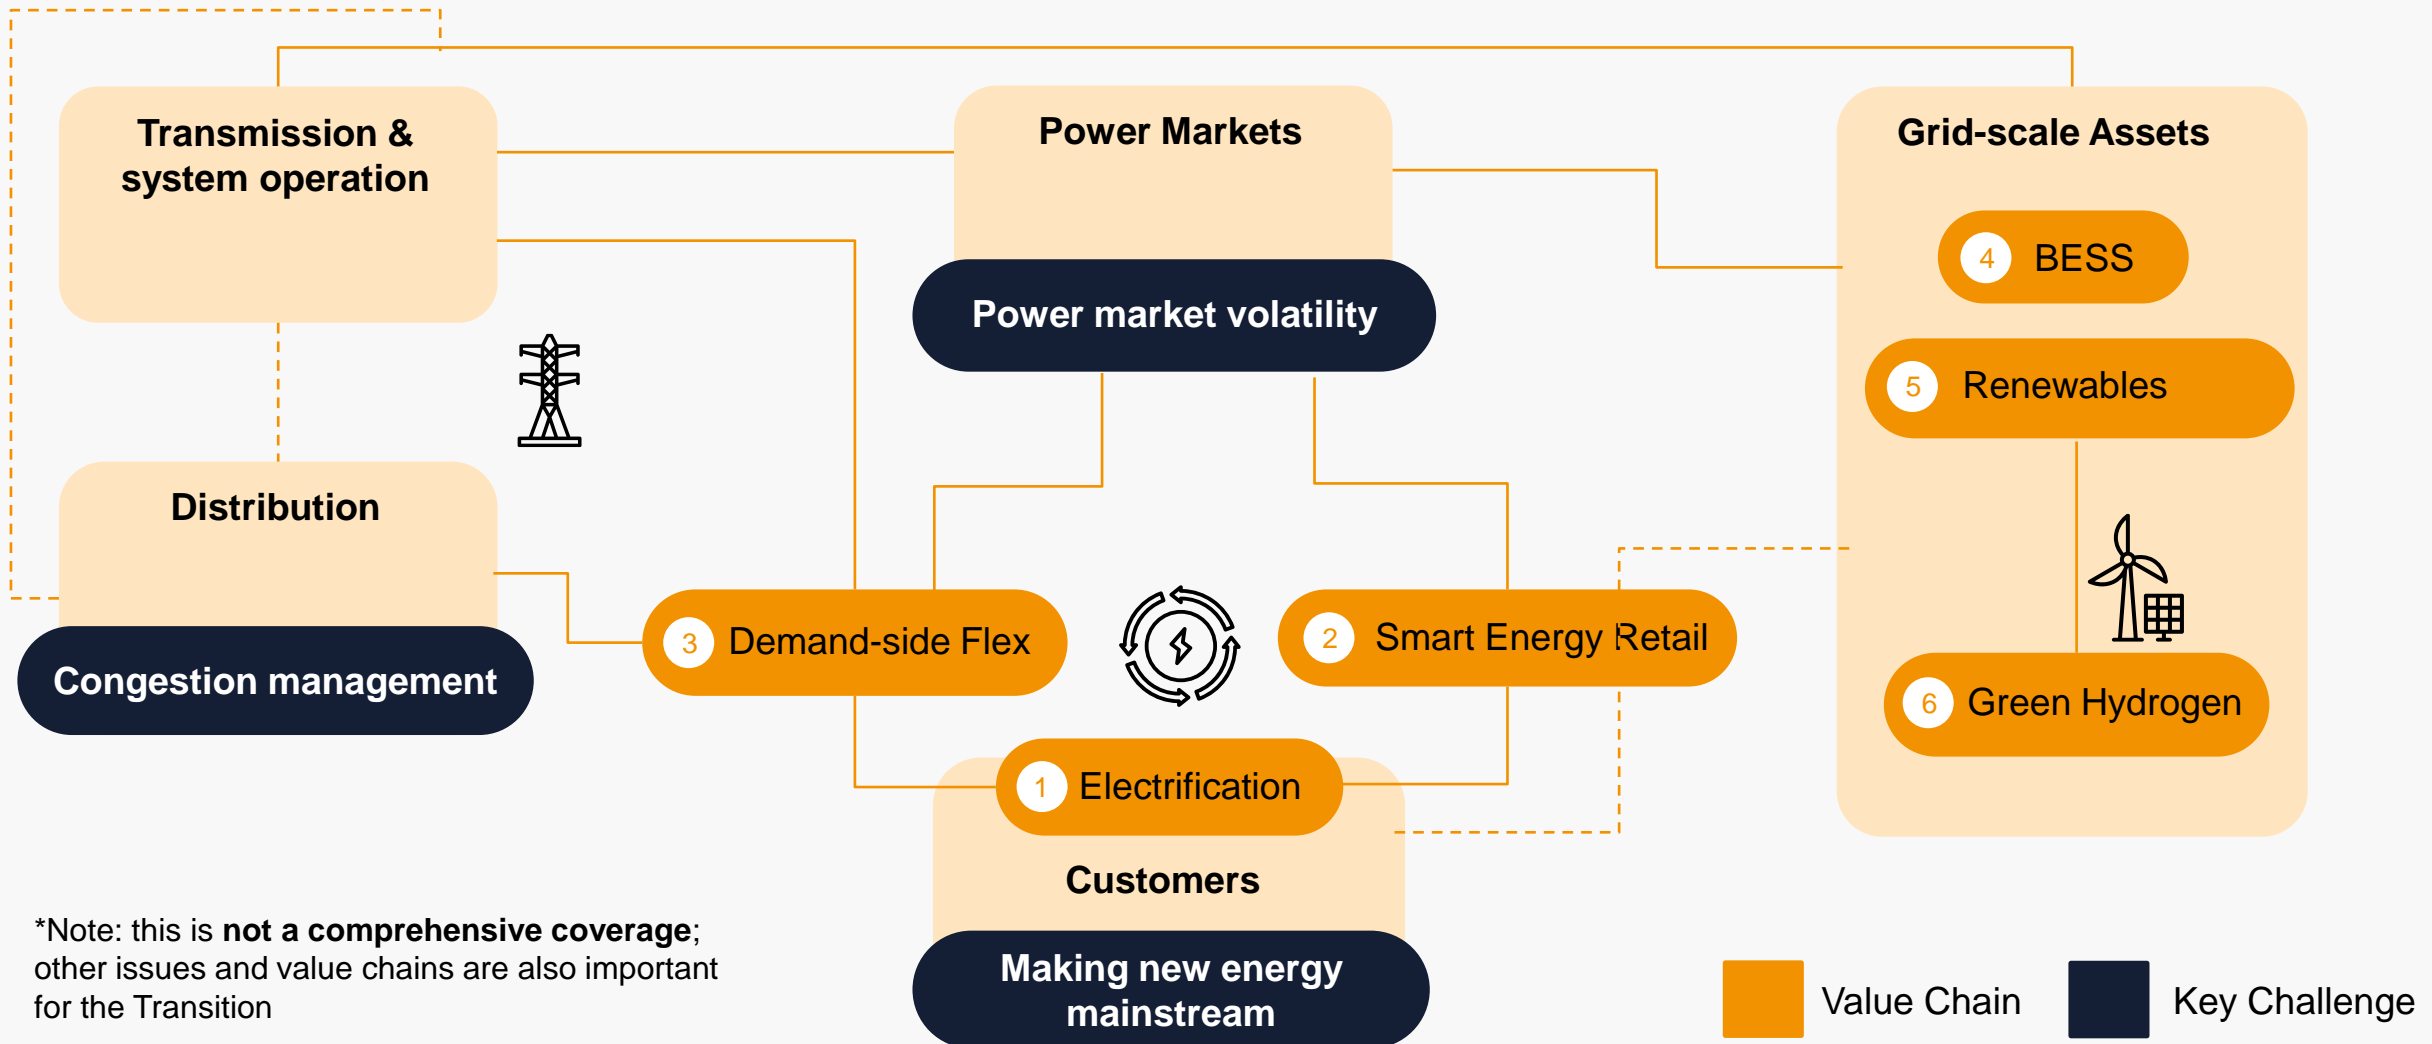 Transmission &
system operation
Power Markets
Grid-scale Assets
4 BESS
Power market volatility
5 Renewables
Distribution
3 Demand-side Flex
2 Smart Energy Retail
Congestion management
6 Green Hydrogen
1 Electrification
Customers
*Note: this is not a comprehensive coverage;
other issues and value chains are also important
for the Transition
Making new energy
mainstream
Value Chain
Key Challenge